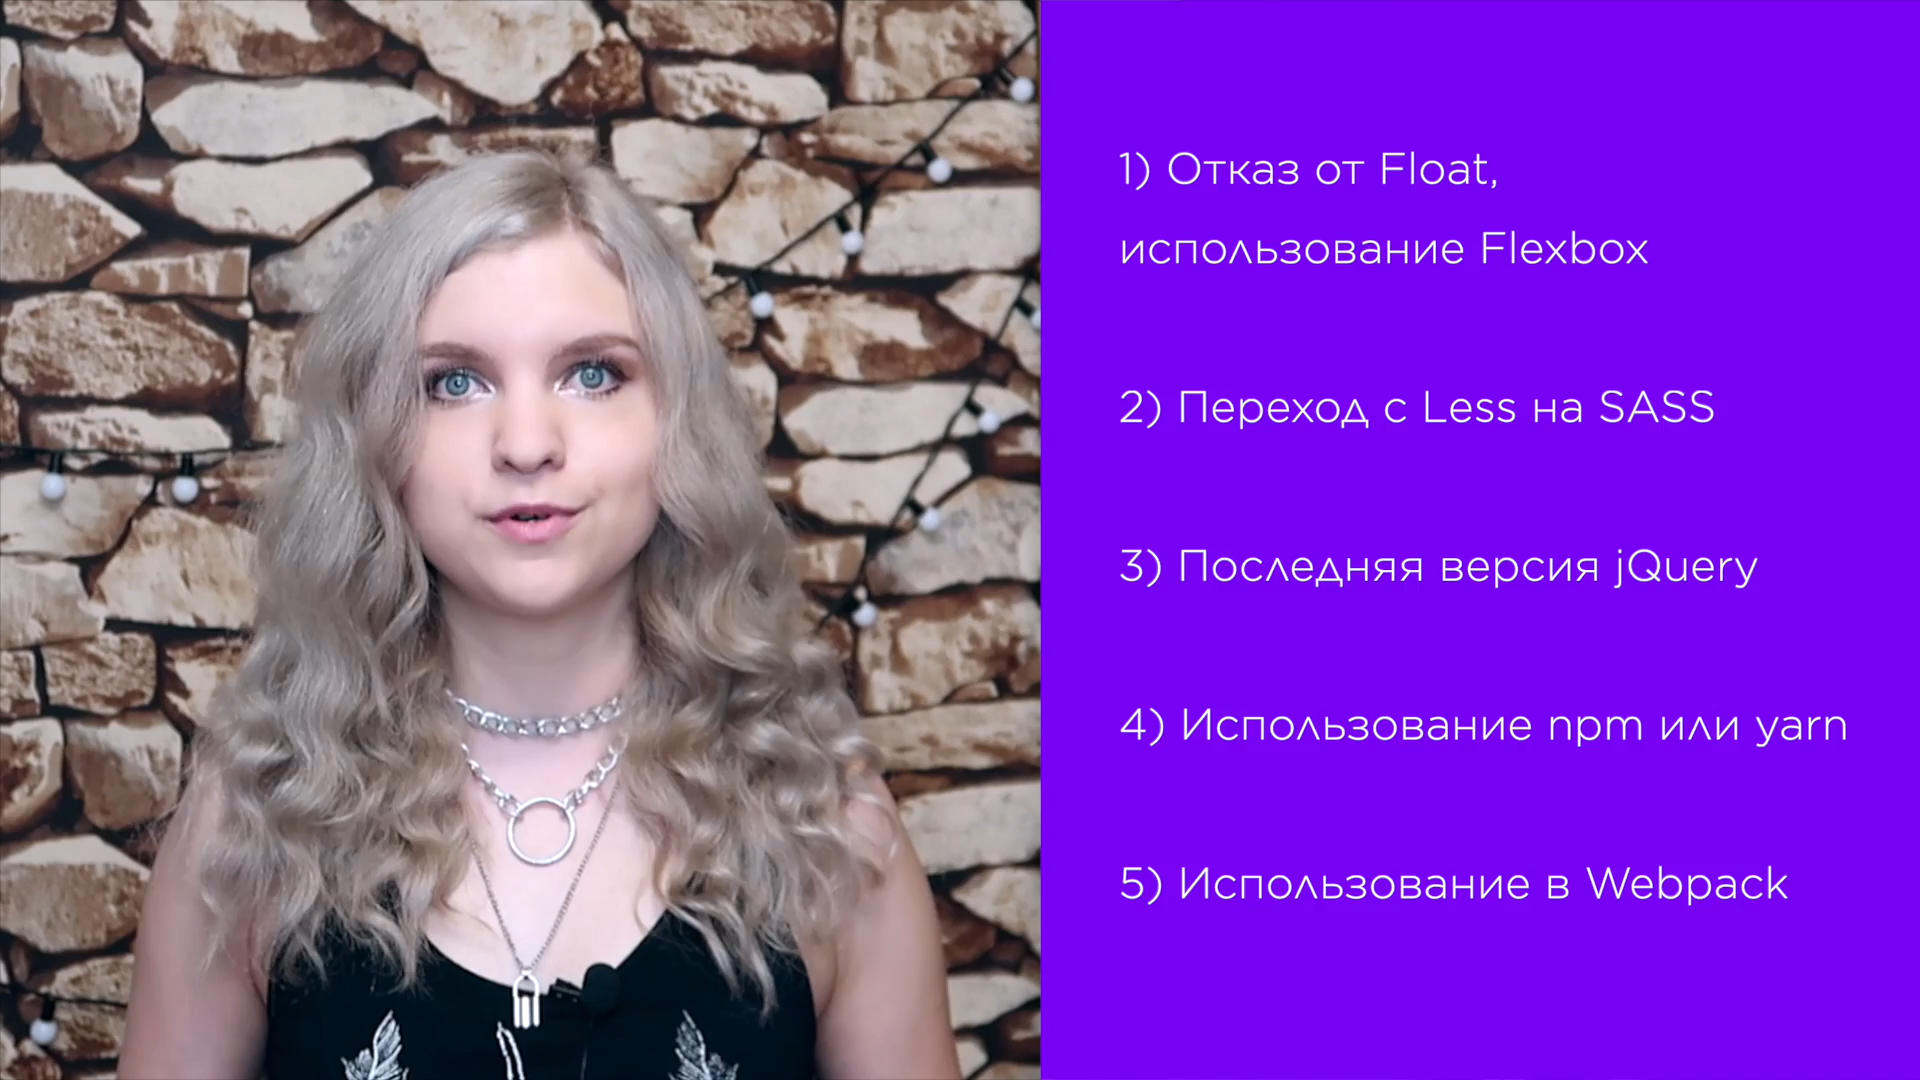 1) Отказ от Float,
использование Flexbox
2) Переход с Less на SASS
3) Последняя версия jQuery
4) Использование npm или yarn
5) Использование в Webpack